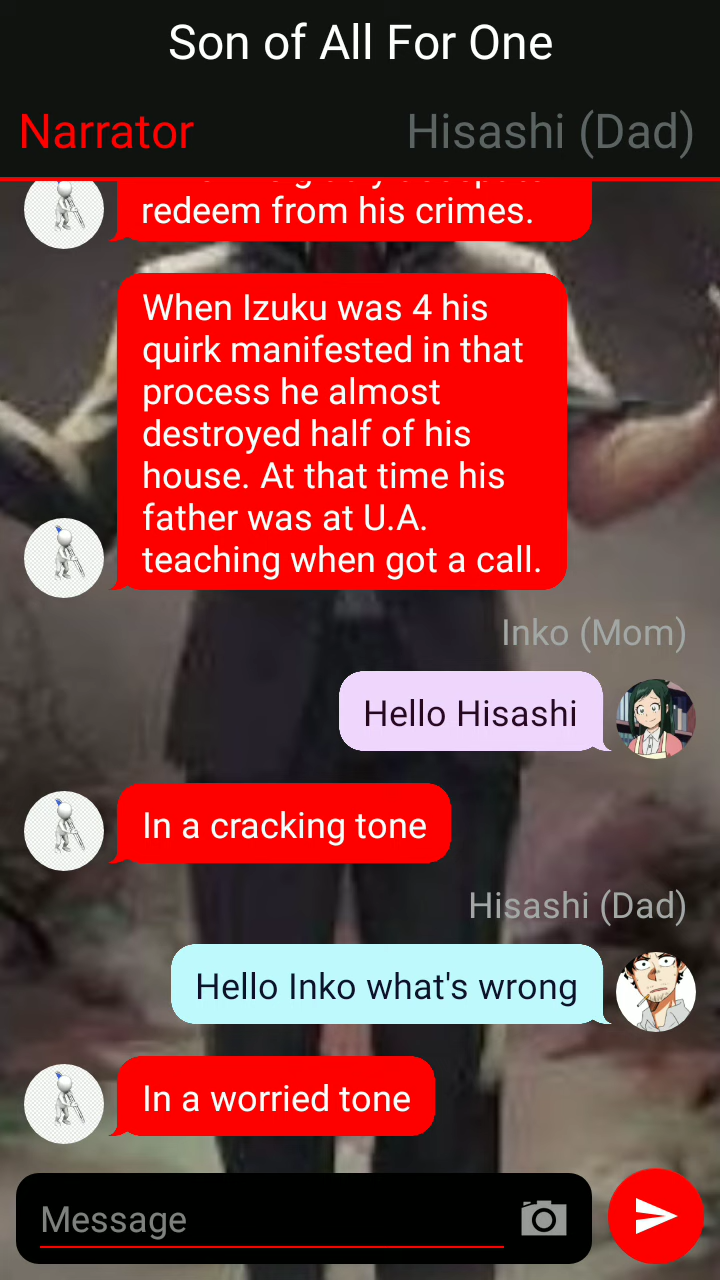 Son of All For One
Narrator
Hisashi (Dad)
redeem from his crimes.
When Izuku was 4 his
quirk manifested in that
process he almost
destroyed half of his
house. At that time his
father was at U.A.
teaching when got a call.
Inko (Mom)
Hello Hisashi
In a cracking tone
Hisashi (Dad)
Hello Inko what's wrong
In a worried tone
Message